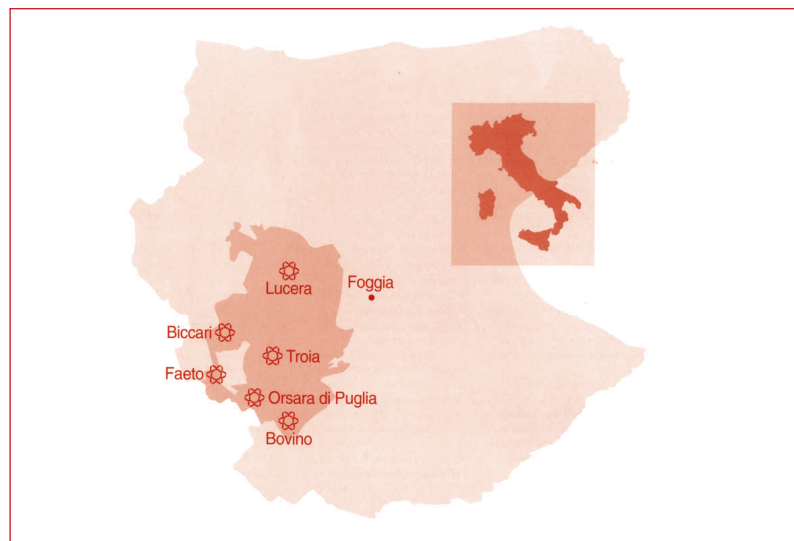 Lucera
Foggia
Biccari
Troia
Faeto
Orsara di Puglia
Bovino